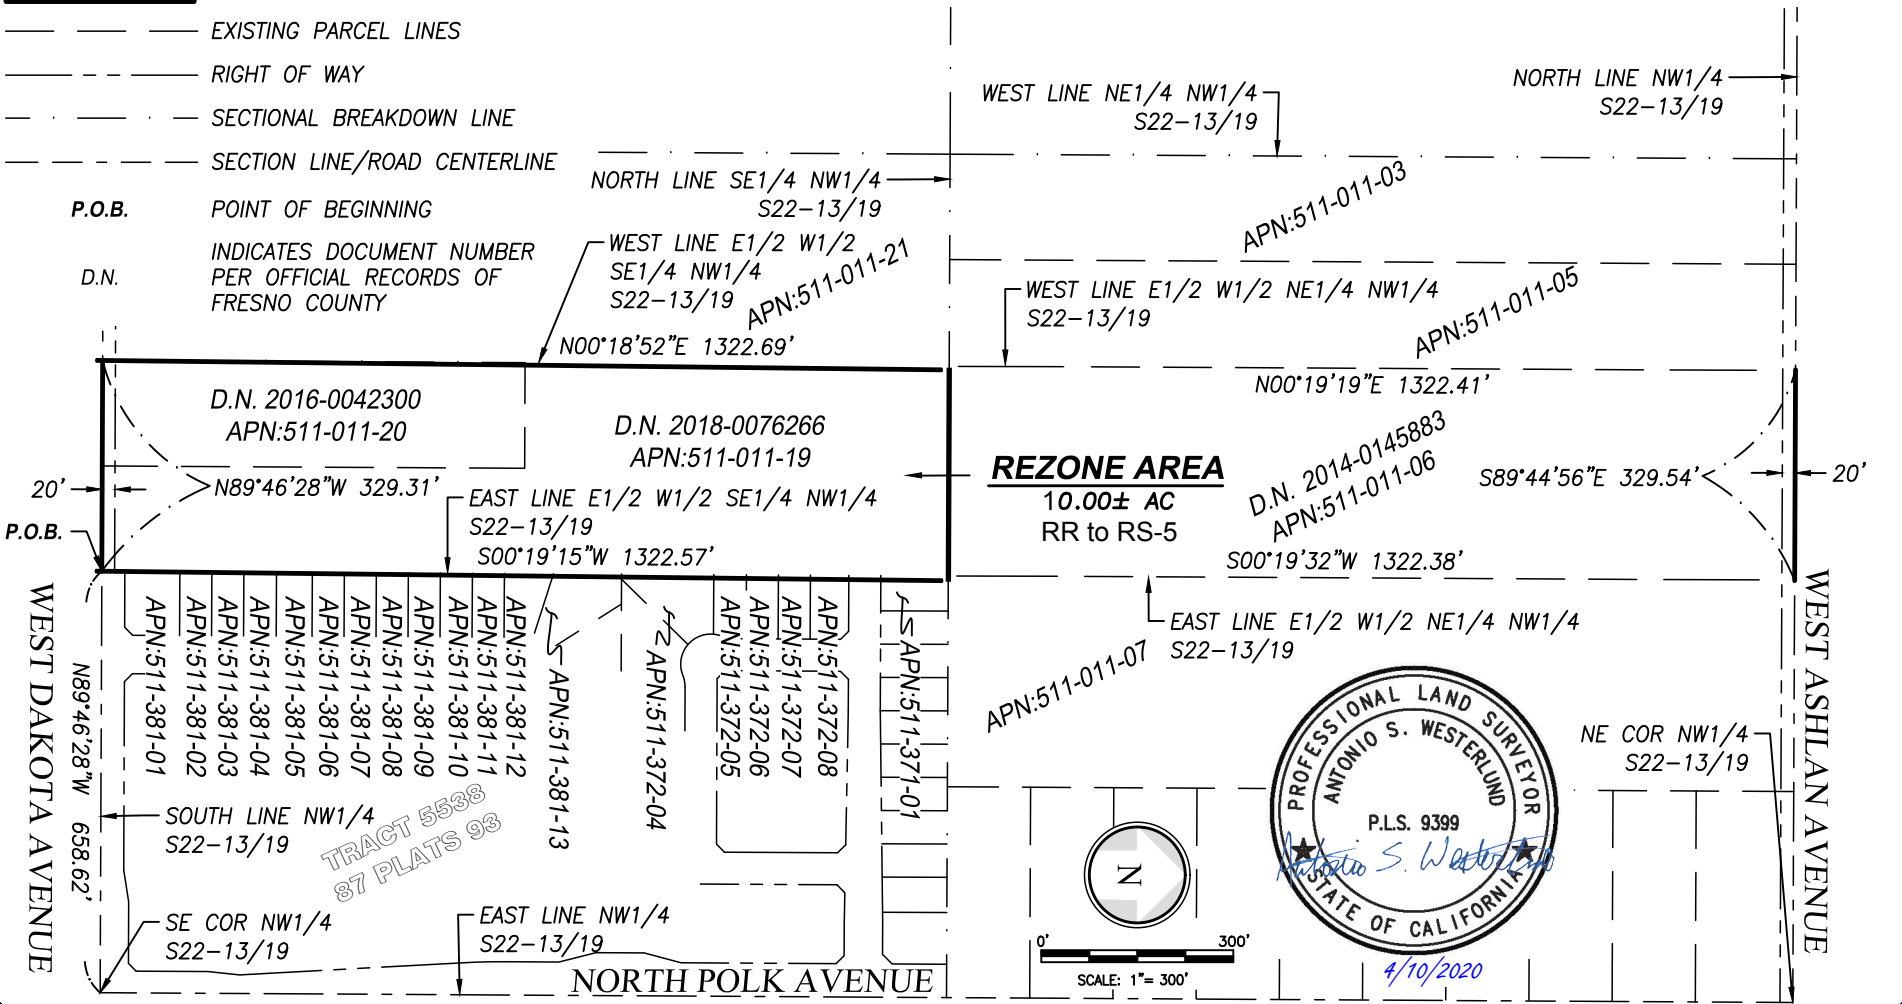 EXISTING PARCEL LINES
RIGHT OF WAY
SECTIONAL BREAKDOWN LINE
SECTION LINE/ROAD CENTERLINE
P.O.B. POINT OF BEGINNING
D.N. INDICATES DOCUMENT NUMBER
PER OFFICIAL RECORDS OF
FRESNO COUNTY
NORTH LINE SE1/4 NW1/4
S22-13/19
WEST LINE E1/2 W1/2
SE1/4 NW1/4
S22-13/19
APN:511-011-21
N00°18'52"E 1322.69'
WEST LINE NE1/4 NW1/4
S22-13/19
NORTH LINE NW1/4
S22-13/19
APN:511-011-03
WEST LINE E1/2 W1/2 NE1/4 NW1/4
S22-13/19
APN:511-011-05
N00°19'19"E 1322.41'
D.N. 2016-0042300
APN:511-011-20
D.N. 2018-0076266
APN:511-011-19
REZONE AREA
10.00± AC
RR to RS-5
D.N. 2014-0145883
APN:511-011-06
S89°44'56"E 329.54'
20'
20'
N89°46'28"W 329.31'
P.O.B.
EAST LINE E1/2 W1/2 SE1/4 NW1/4
S22-13/19
S00°19'15"W 1322.57'
S00°19'32"W 1322.38'
EAST LINE E1/2 W1/2 NE1/4 NW1/4
S22-13/19
APN:511-011-07
WEST DAKOTA AVENUE
N89°46'28"W 658.62'
APN:511-381-01
APN:511-381-02
APN:511-381-03
APN:511-381-04
APN:511-381-05
APN:511-381-06
APN:511-381-07
APN:511-381-08
APN:511-381-09
APN:511-381-10
APN:511-381-11
APN:511-381-12
APN:511-381-13
APN:511-372-04
APN:511-372-05
APN:511-372-06
APN:511-372-07
APN:511-372-08
APN:511-371-01
SOUTH LINE NW1/4
S22-13/19
TRACT 5538
87 PLATS 93
SE COR NW1/4
S22-13/19
EAST LINE NW1/4
S22-13/19
NORTH POLK AVENUE
N
0' 300'
SCALE: 1"= 300'
PROFESSIONAL LAND SURVEYOR
ANTONIO S. WESTERLUND
P.L.S. 9399
Antonio S. Westerlund
STATE OF CALIFORNIA
4/10/2020
NE COR NW1/4
S22-13/19
WEST ASHLAN AVENUE